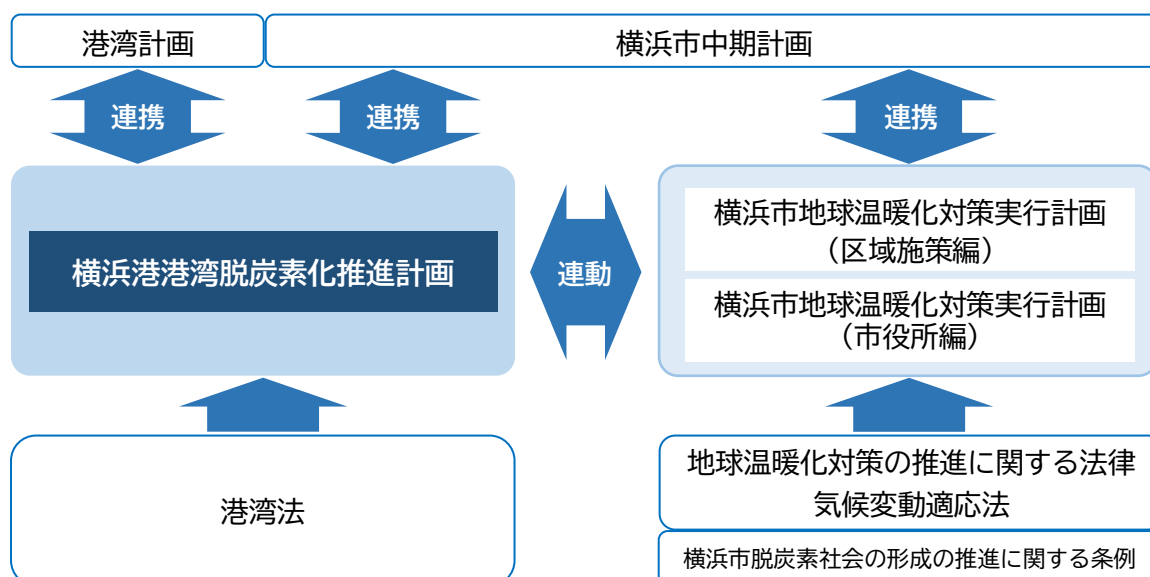 港湾計画
横浜市中期計画
連携
連携
連携
横浜港港湾脱炭素化推進計画
連動
横浜市地球温暖化対策実行計画
（区域施策編）
横浜市地球温暖化対策実行計画
（市役所編）
港湾法
地球温暖化対策の推進に関する法律
気候変動適応法
横浜市脱炭素社会の形成の推進に関する条例